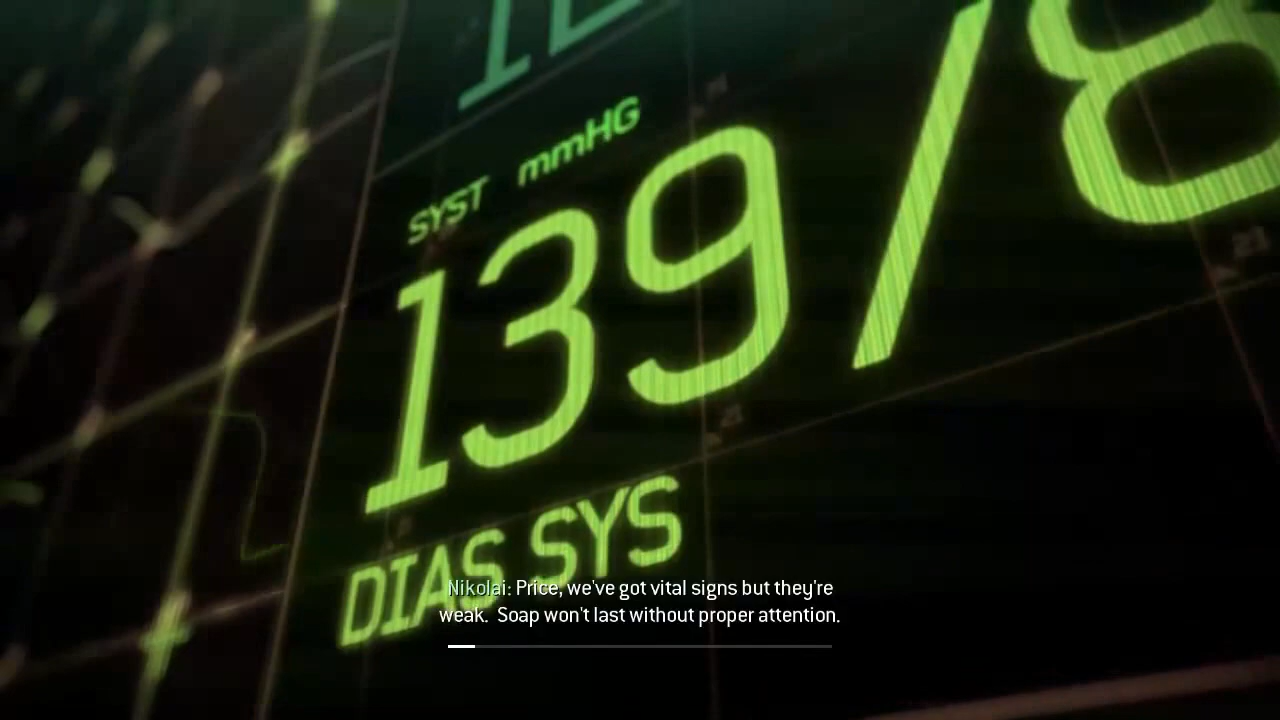 SYST mmHG
139/8
DIAS SYS
Nikolai: Price, we've got vital signs but they're
weak.  Soap won't last without proper attention.